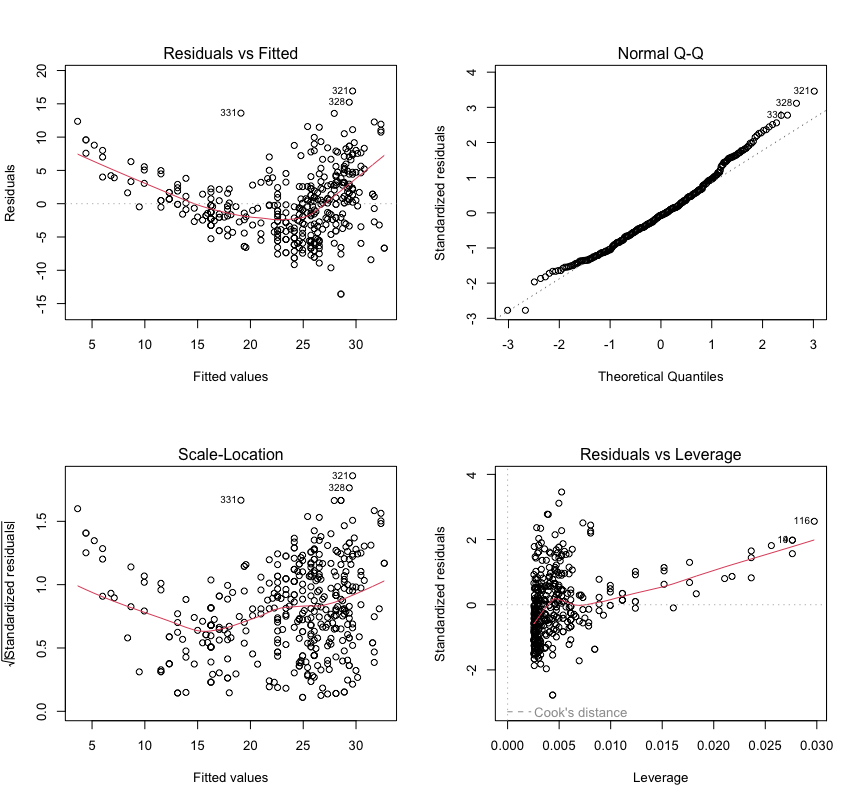 Residuals vs Fitted
Residuals
20
15
10
5
0
-5
-10
-15
321
328
331
5 10 15 20 25 30
Fitted values
Normal Q-Q
Standardized residuals
4
3
2
1
0
-1
-2
-3
321
328
331
-3 -2 -1 0 1 2 3
Theoretical Quantiles
Scale-Location
√|Standardized residuals|
1.5
1.0
0.5
0.0
321
328
331
5 10 15 20 25 30
Fitted values
Residuals vs Leverage
Standardized residuals
4
2
0
-2
116
Cook's distance
0.000 0.005 0.010 0.015 0.020 0.025 0.030
Leverage